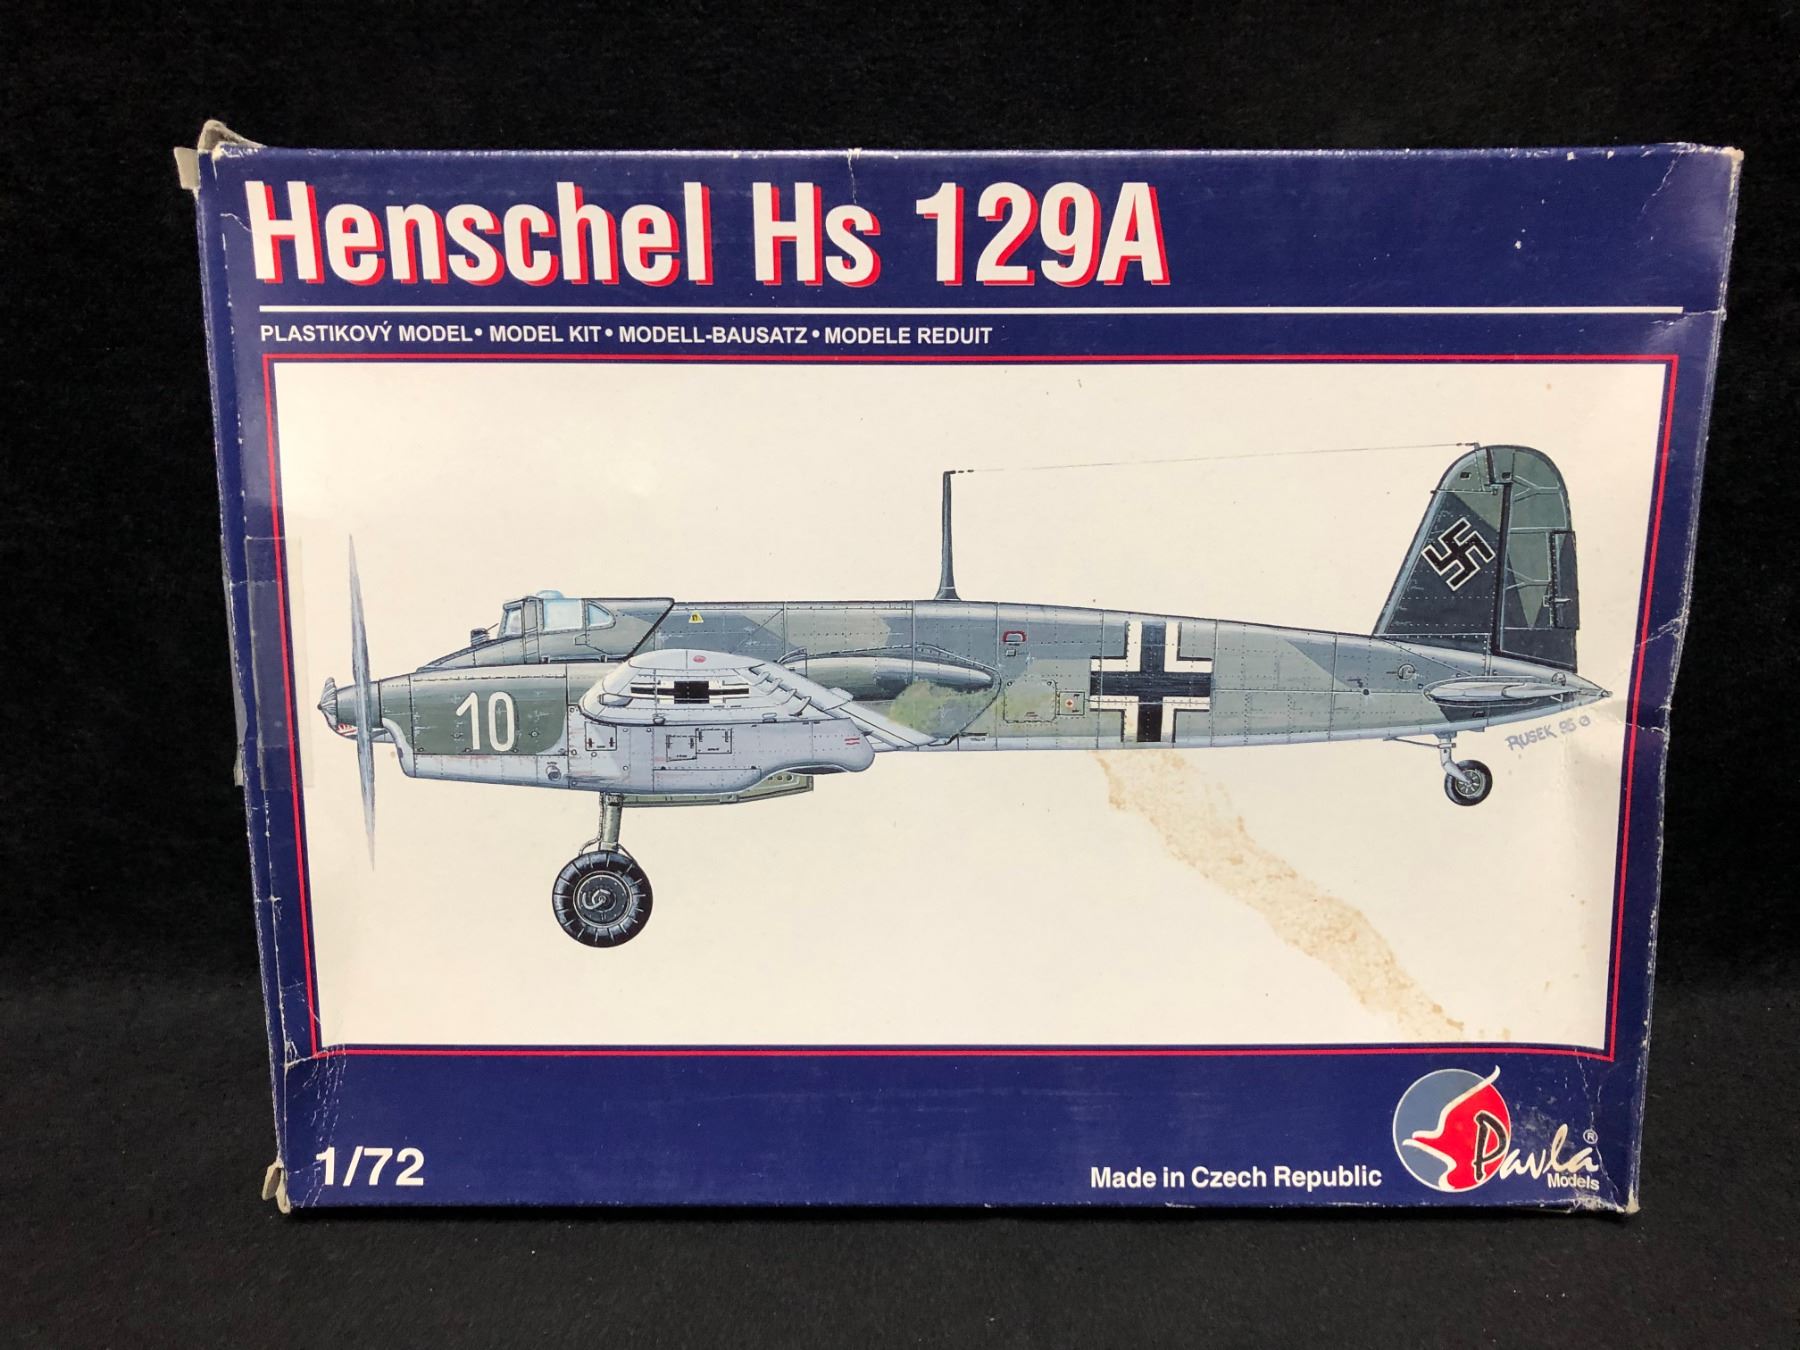 Henschel Hs 129A
PLASTIKOVÝ MODEL • MODEL KIT • MODELL-BAUSATZ • MODELE REDUIT
10
RUSEK 95
1/72
Made in Czech Republic
Pavla ®
Models